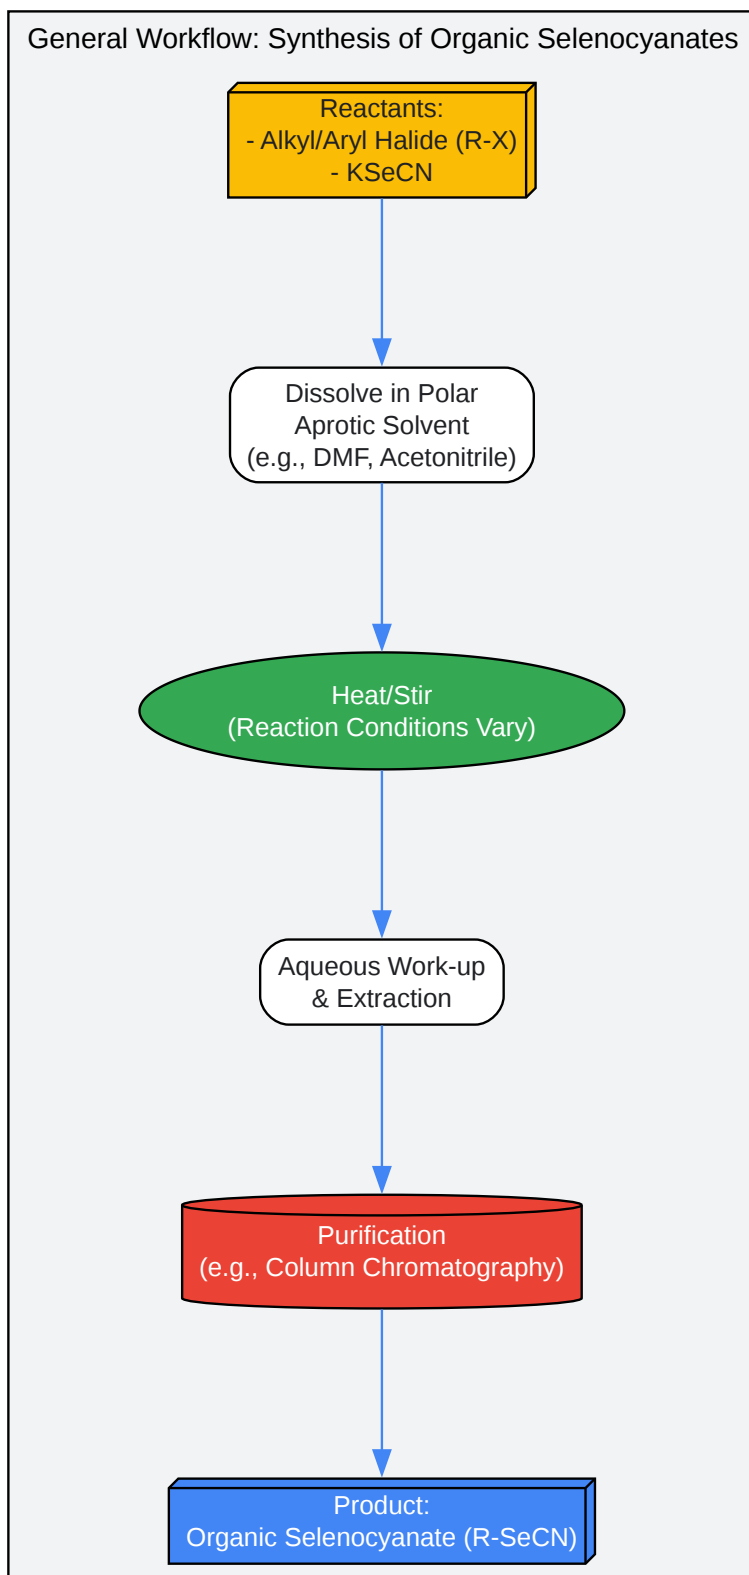 General Workflow: Synthesis of Organic Selenocyanates
Reactants:
- Alkyl/Aryl Halide (R-X)
- KSeCN
Dissolve in Polar
Aprotic Solvent
(e.g., DMF, Acetonitrile)
Heat/Stir
(Reaction Conditions Vary)
Aqueous Work-up
& Extraction
Purification
(e.g., Column Chromatography)
Product:
Organic Selenocyanate (R-SeCN)